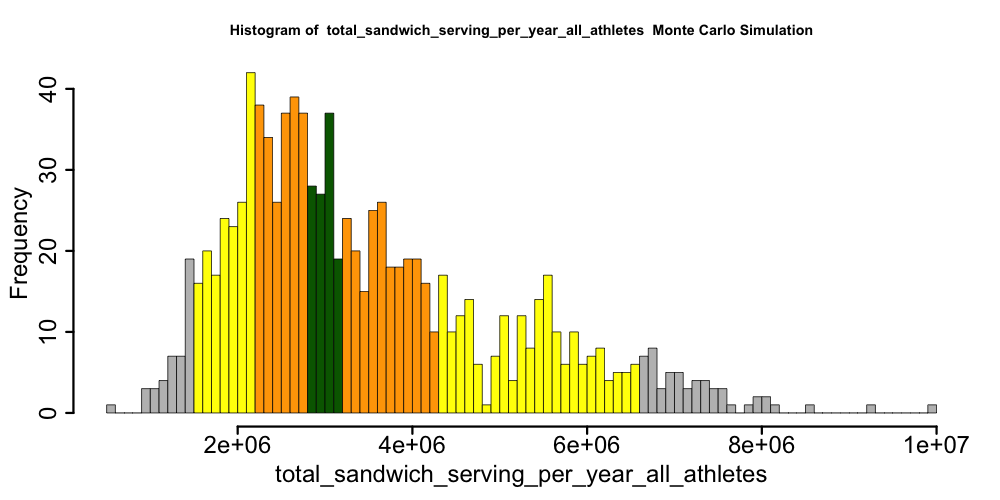 Histogram of  total_sandwich_serving_per_year_all_athletes  Monte Carlo Simulation
Frequency
40
30
20
10
0
2e+06 4e+06 6e+06 8e+06 1e+07
total_sandwich_serving_per_year_all_athletes